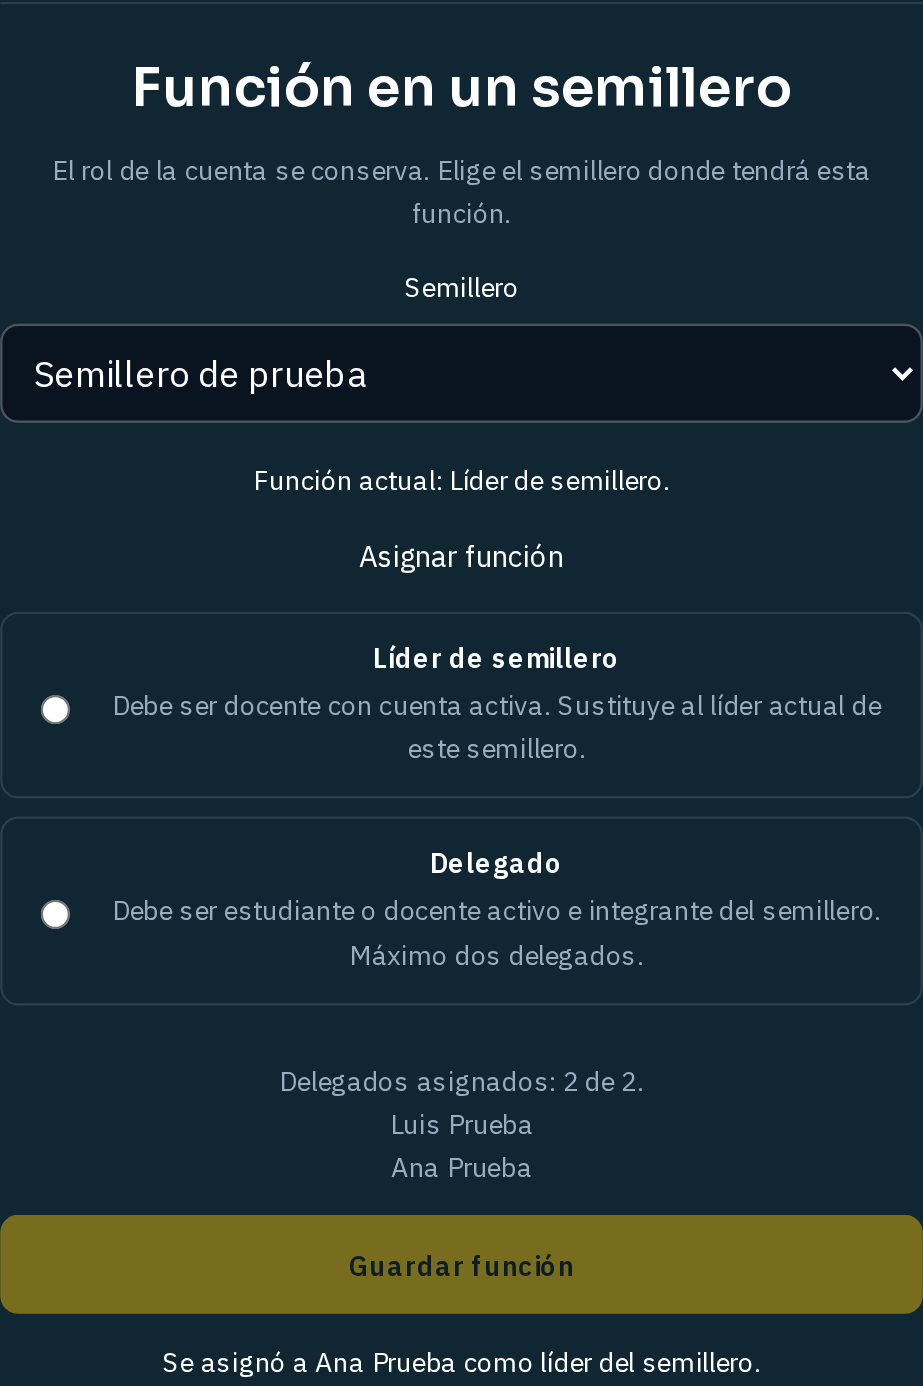 Función en un semillero
El rol de la cuenta se conserva. Elige el semillero donde tendrá esta
función.
Semillero
Semillero de prueba
Función actual: Líder de semillero.
Asignar función
Líder de semillero
Debe ser docente con cuenta activa. Sustituye al líder actual de
este semillero.
Delegado
Debe ser estudiante o docente activo e integrante del semillero.
Máximo dos delegados.
Delegados asignados: 2 de 2.
Luis Prueba
Ana Prueba
Guardar función
Se asignó a Ana Prueba como líder del semillero.